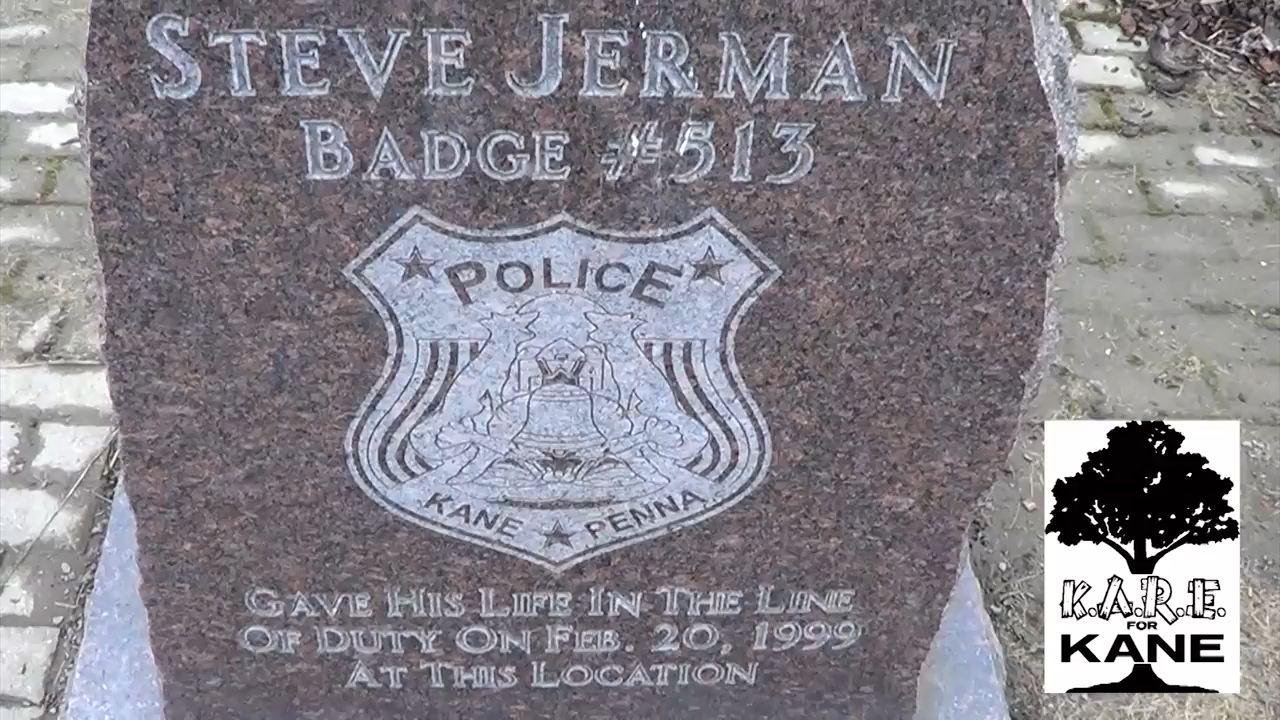 STEVE JERMAN
BADGE #513
POLICE
KANE PENNA
GAVE HIS LIFE IN THE LINE
OF DUTY ON FEB. 20, 1999
AT THIS LOCATION
K.A.R.E.
FOR
KANE